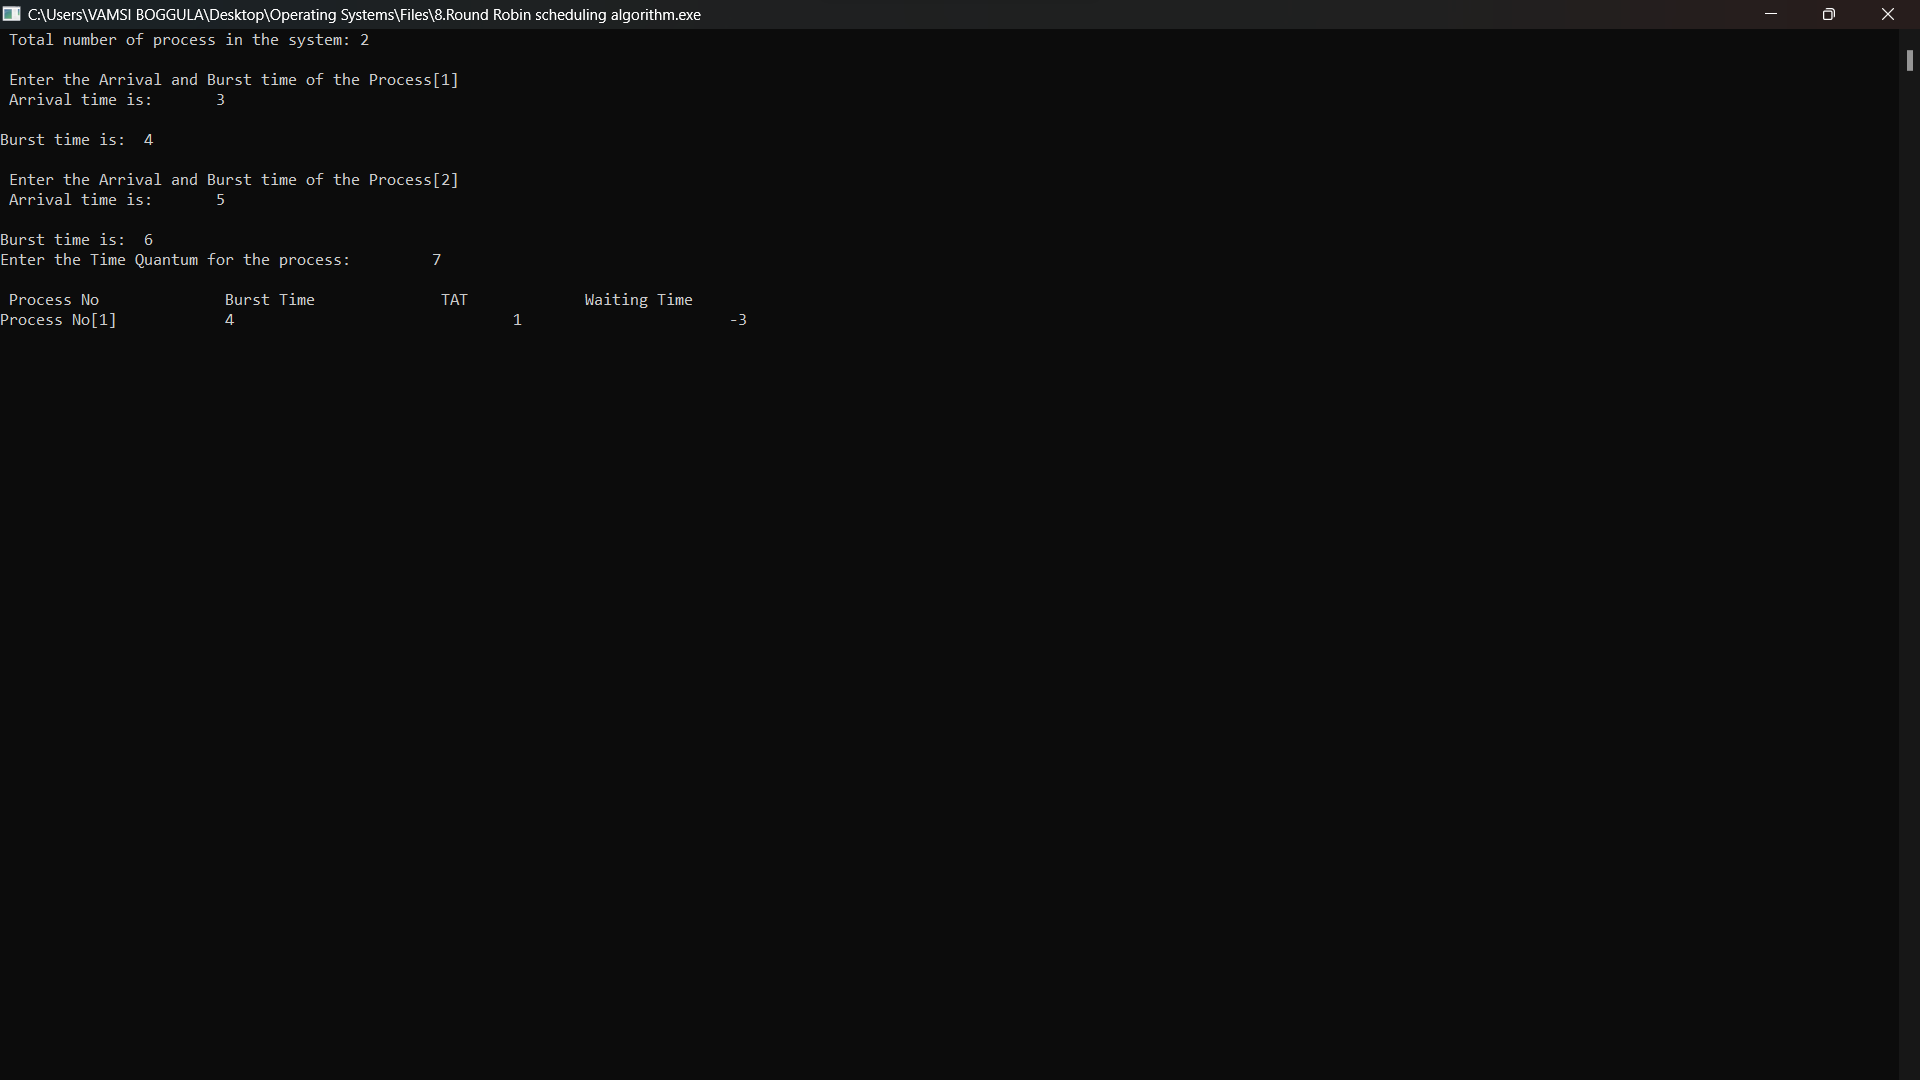 C:\Users\VAMSI BOGGULA\Desktop\Operating Systems\Files\8.Round Robin scheduling algorithm.exe
Total number of process in the system: 2
Enter the Arrival and Burst time of the Process[1]
Arrival time is: 3
Burst time is: 4
Enter the Arrival and Burst time of the Process[2]
Arrival time is: 5
Burst time is: 6
Enter the Time Quantum for the process: 7
Process No Burst Time TAT Waiting Time
Process No[1] 4 1 -3